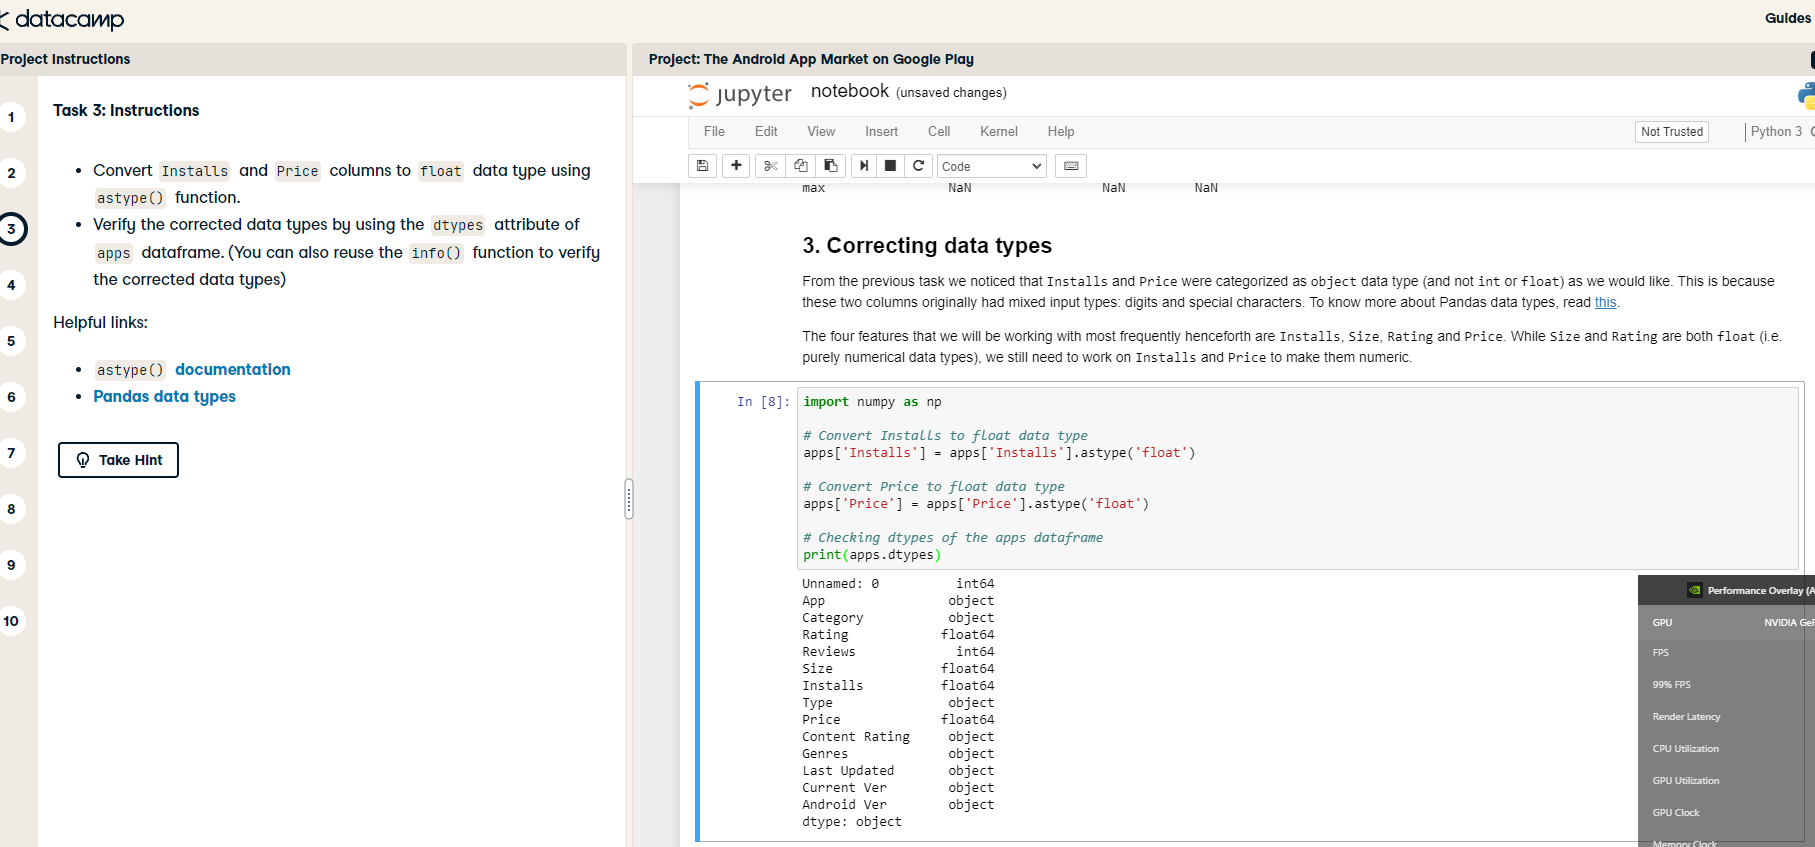 datacamp
Guides
Project Instructions
Project: The Android App Market on Google Play
1
2
3
4
5
6
7
8
9
10
Task 3: Instructions
• Convert Installs and Price columns to float data type using
astype() function.
• Verify the corrected data types by using the dtypes attribute of
apps dataframe. (You can also reuse the info() function to verify
the corrected data types)
Helpful links:
• astype() documentation
• Pandas data types
Take Hint
jupyter notebook (unsaved changes)
File Edit View Insert Cell Kernel Help
Not Trusted
Python 3
Code
max NaN NaN NaN
3. Correcting data types
From the previous task we noticed that Installs and Price were categorized as object data type (and not int or float) as we would like. This is because
these two columns originally had mixed input types: digits and special characters. To know more about Pandas data types, read this.
The four features that we will be working with most frequently henceforth are Installs, Size, Rating and Price. While Size and Rating are both float (i.e.
purely numerical data types), we still need to work on Installs and Price to make them numeric.
In [8]: import numpy as np
# Convert Installs to float data type
apps['Installs'] = apps['Installs'].astype('float')
# Convert Price to float data type
apps['Price'] = apps['Price'].astype('float')
# Checking dtypes of the apps dataframe
print(apps.dtypes)
Unnamed: 0 int64
App object
Category object
Rating float64
Reviews int64
Size float64
Installs float64
Type object
Price float64
Content Rating object
Genres object
Last Updated object
Current Ver object
Android Ver object
dtype: object
Performance Overlay (A
GPU NVIDIA GeF
FPS
99% FPS
Render Latency
CPU Utilization
GPU Utilization
GPU Clock
Memory Clock